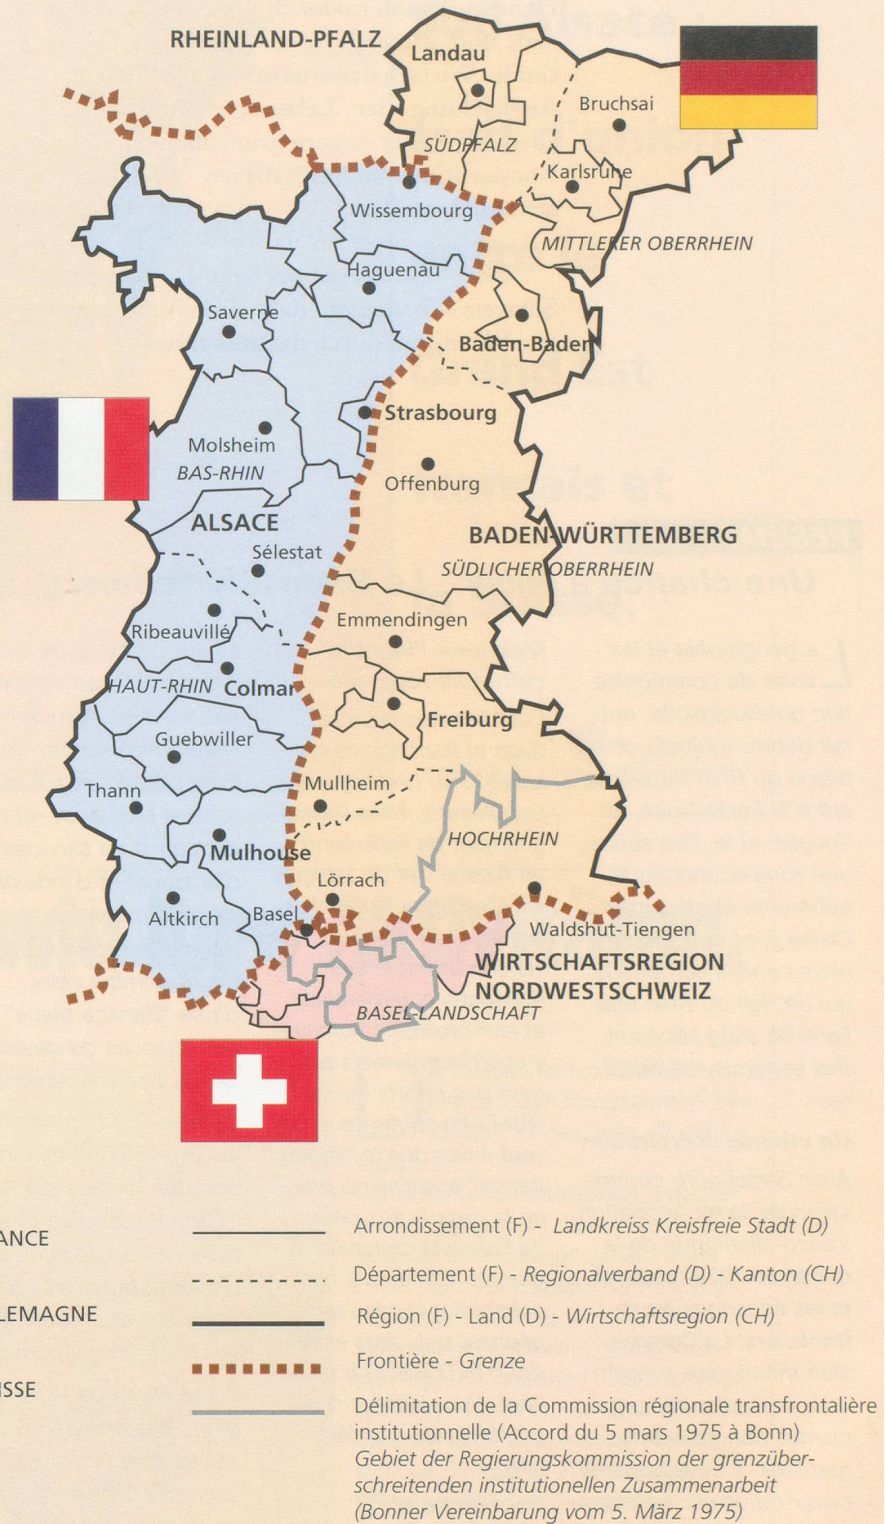 RHEINLAND-PFALZ
Landau
Bruchsai
SÜDPFALZ
Karlsruhe
Wissembourg
MITTLERER OBERRHEIN
Haguenau
Saverne
Baden-Baden
Strasbourg
Molsheim
BAS-RHIN
Offenburg
ALSACE
BADEN-WÜRTTEMBERG
Sélestat
SÜDLICHER OBERRHEIN
Ribeauvillé
Emmendingen
HAUT-RHIN
Colmar
Freiburg
Guebwiller
Thann
Mullheim
HOCHRHEIN
Mulhouse
Lörrach
Altkirch
Basel
Waldshut-Tiengen
WIRTSCHAFTSREGION
NORDWESTSCHWEIZ
BASEL-LANDSCHAFT
ANCE
LEMAGNE
ISSE
Arrondissement (F) - Landkreiss Kreisfreie Stadt (D)
Département (F) - Regionalverband (D) - Kanton (CH)
Région (F) - Land (D) - Wirtschaftsregion (CH)
Frontière - Grenze
Délimitation de la Commission régionale transfrontalière
institutionnelle (Accord du 5 mars 1975 à Bonn)
Gebiet der Regierungskommission der grenzüber-
schreitenden institutionellen Zusammenarbeit
(Bonner Vereinbarung vom 5. März 1975)